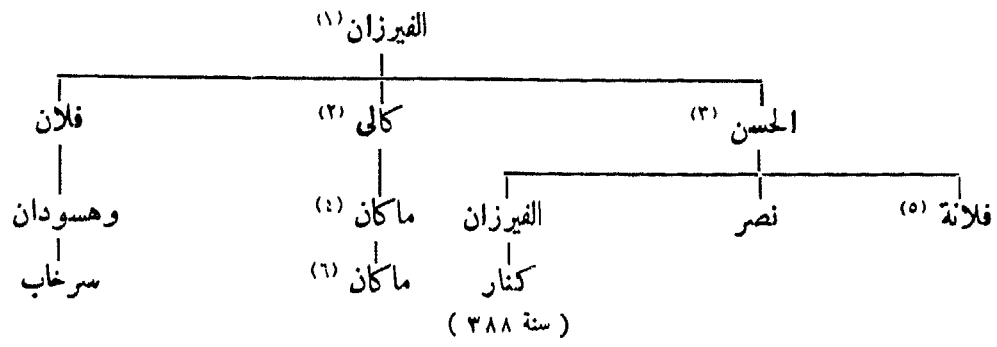 الفيرزان (١)
الحسن (٣) كالى (٢) فلان
فلانة (٥) نصر الفيرزان ماكان (٤) وهسودان
كنار ماكان (٦) سرخاب
( سنة ٣٨٨ )